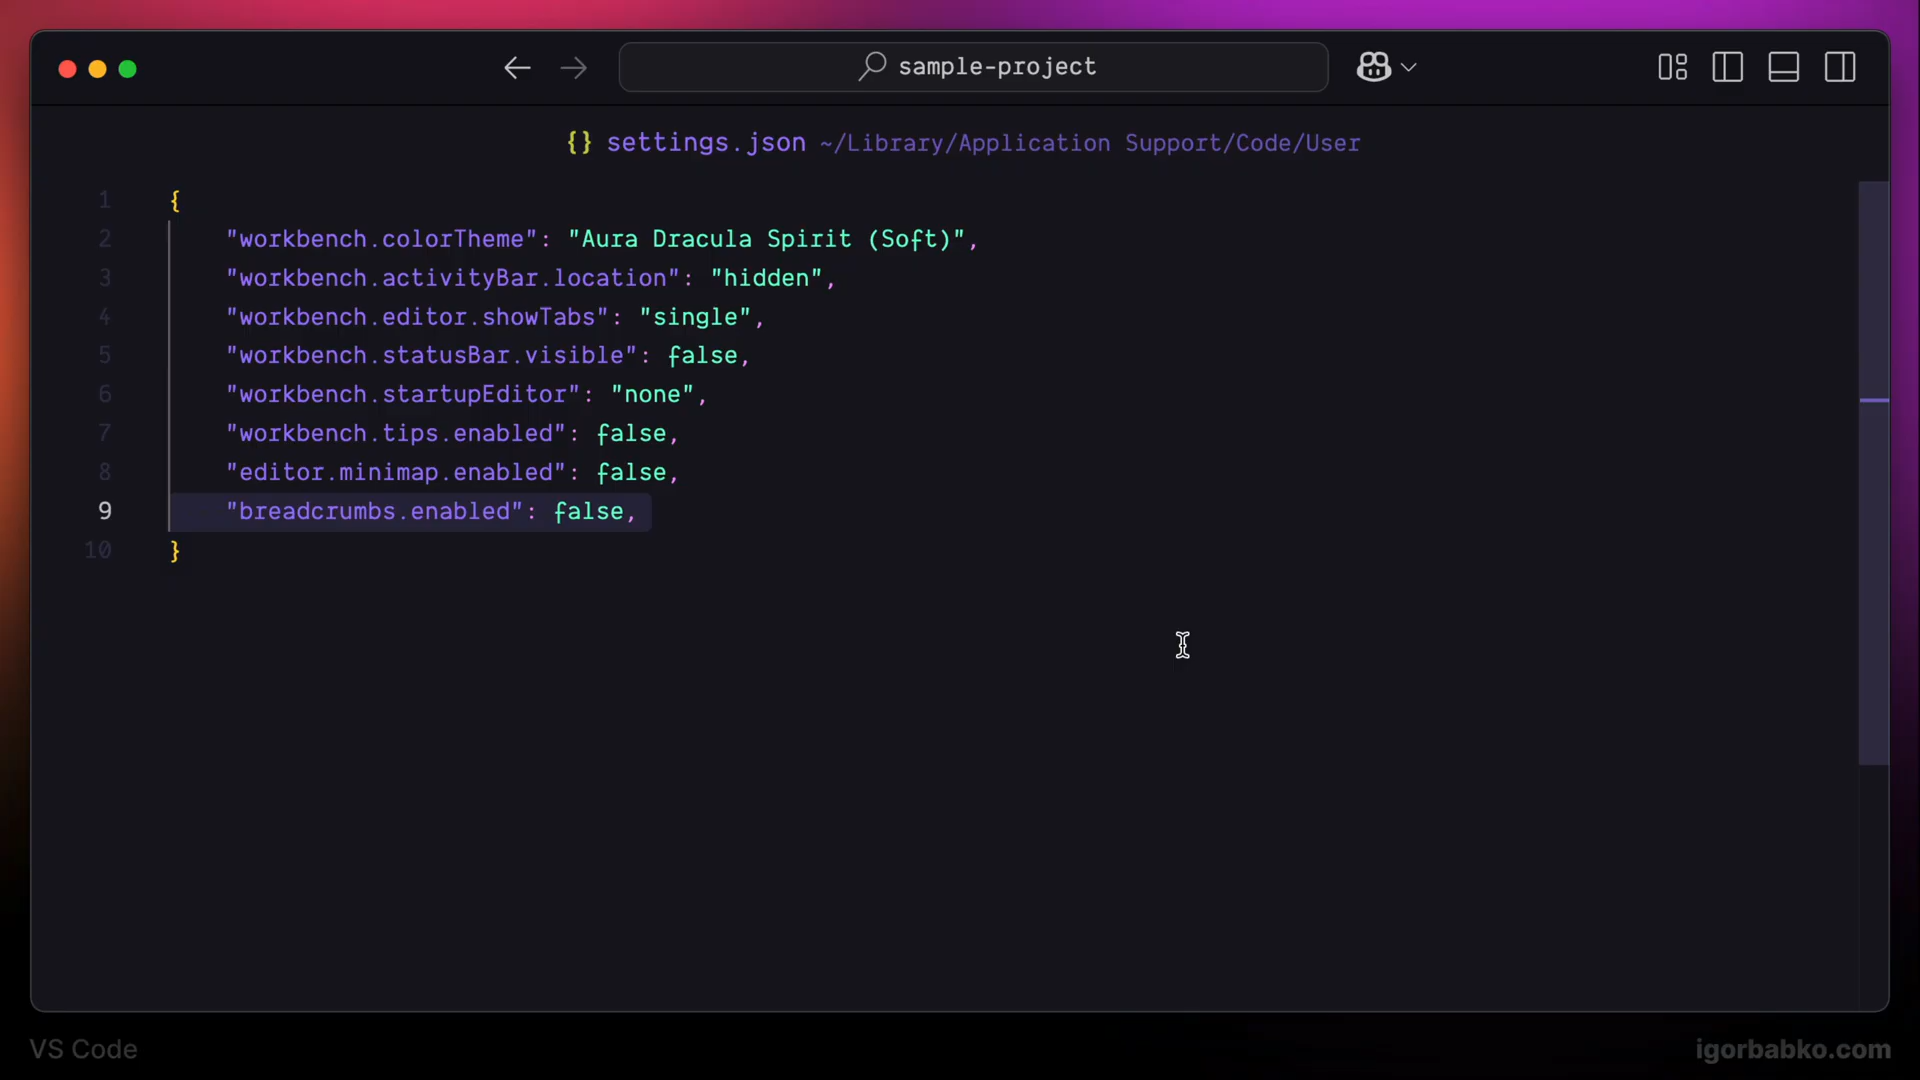 sample-project
{} settings.json ~/Library/Application Support/Code/User
1 {
2 "workbench.colorTheme": "Aura Dracula Spirit (Soft)",
3 "workbench.activityBar.location": "hidden",
4 "workbench.editor.showTabs": "single",
5 "workbench.statusBar.visible": false,
6 "workbench.startupEditor": "none",
7 "workbench.tips.enabled": false,
8 "editor.minimap.enabled": false,
9 "breadcrumbs.enabled": false,
10 }
VS Code
igorbabko.com